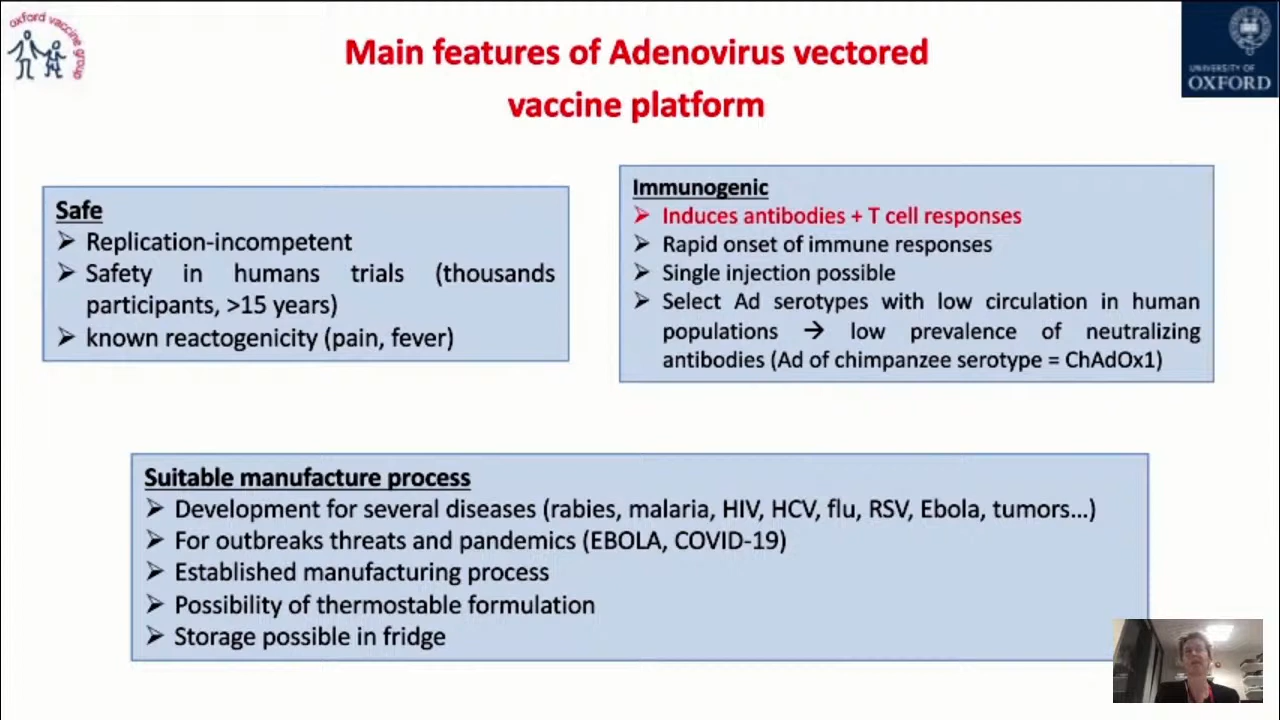 oxford vaccine group
Main features of Adenovirus vectored
vaccine platform
UNIVERSITY OF
OXFORD
Safe
➢ Replication-incompetent
➢ Safety in humans trials (thousands
participants, >15 years)
➢ known reactogenicity (pain, fever)
Immunogenic
➢ Induces antibodies + T cell responses
➢ Rapid onset of immune responses
➢ Single injection possible
➢ Select Ad serotypes with low circulation in human
populations → low prevalence of neutralizing
antibodies (Ad of chimpanzee serotype = ChAdOx1)
Suitable manufacture process
➢ Development for several diseases (rabies, malaria, HIV, HCV, flu, RSV, Ebola, tumors...)
➢ For outbreaks threats and pandemics (EBOLA, COVID-19)
➢ Established manufacturing process
➢ Possibility of thermostable formulation
➢ Storage possible in fridge